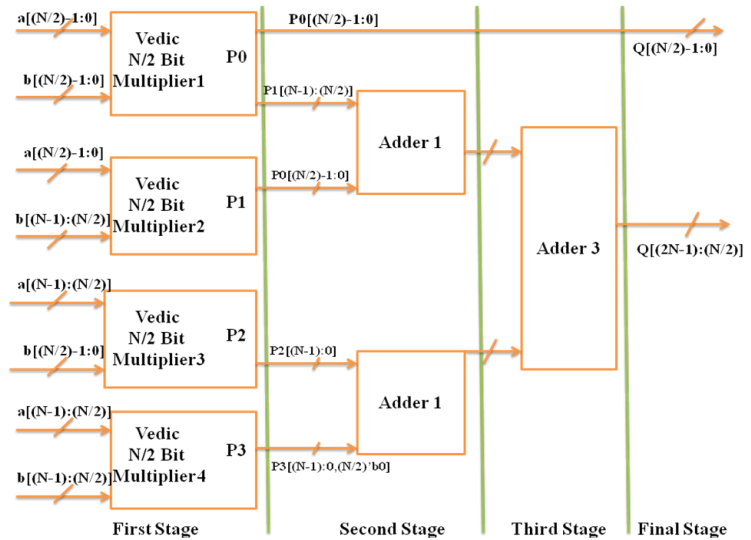 a[(N/2)-1:0]
b[(N/2)-1:0]
Vedic
N/2 Bit
Multiplier1
P0
P0[(N/2)-1:0]
Q[(N/2)-1:0]
P1[(N-1):(N/2)]
a[(N/2)-1:0]
b[(N-1):(N/2)]
Vedic
N/2 Bit
Multiplier2
P1
P0[(N/2)-1:0]
Adder 1
Adder 3
Q[(2N-1):(N/2)]
a[(N-1):(N/2)]
b[(N/2)-1:0]
Vedic
N/2 Bit
Multiplier3
P2
P2[(N-1):0]
Adder 1
a[(N-1):(N/2)]
b[(N-1):(N/2)]
Vedic
N/2 Bit
Multiplier4
P3
P3[(N-1):0,(N/2)'b0]
First Stage
Second Stage
Third Stage
Final Stage